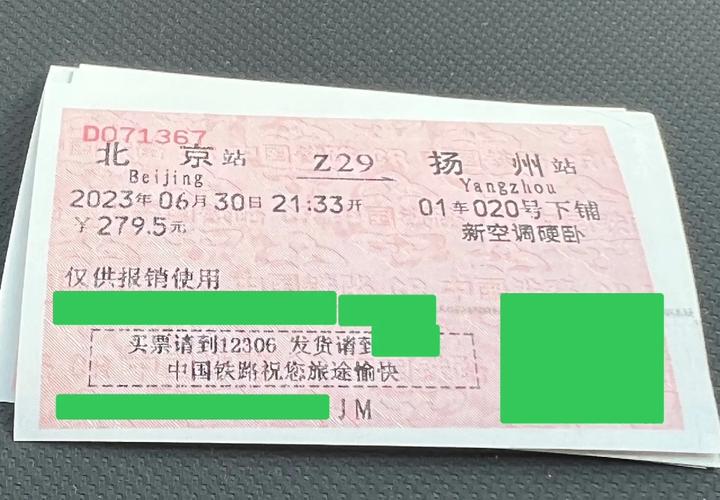 D071367
北京站 Z29 扬州站
Beijing Yangzhou
2023年06月30日21:33开 01车020号下铺
￥279.5元 新空调硬卧
仅供报销使用
买票请到12306 发货请到
中国铁路祝您旅途愉快
JM